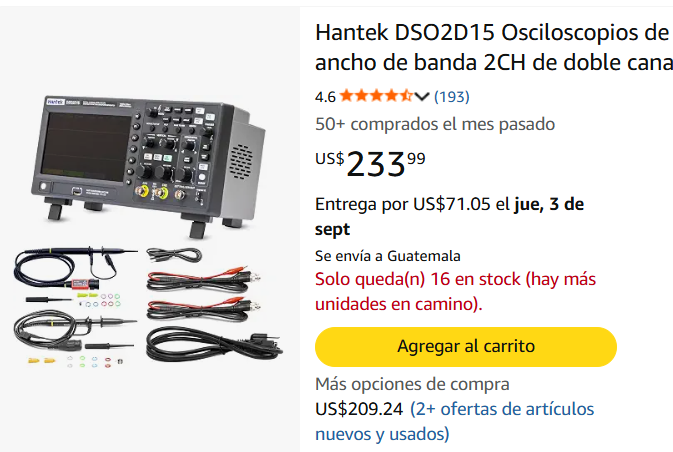 Hantek DSO2D15 Osciloscopios de
ancho de banda 2CH de doble cana
4.6 (193)
50+ comprados el mes pasado
US$23399
Entrega por US$71.05 el jue, 3 de
sept
Se envía a Guatemala
Solo queda(n) 16 en stock (hay más
unidades en camino).
Agregar al carrito
Más opciones de compra
US$209.24 (2+ ofertas de artículos
nuevos y usados)
Hantek